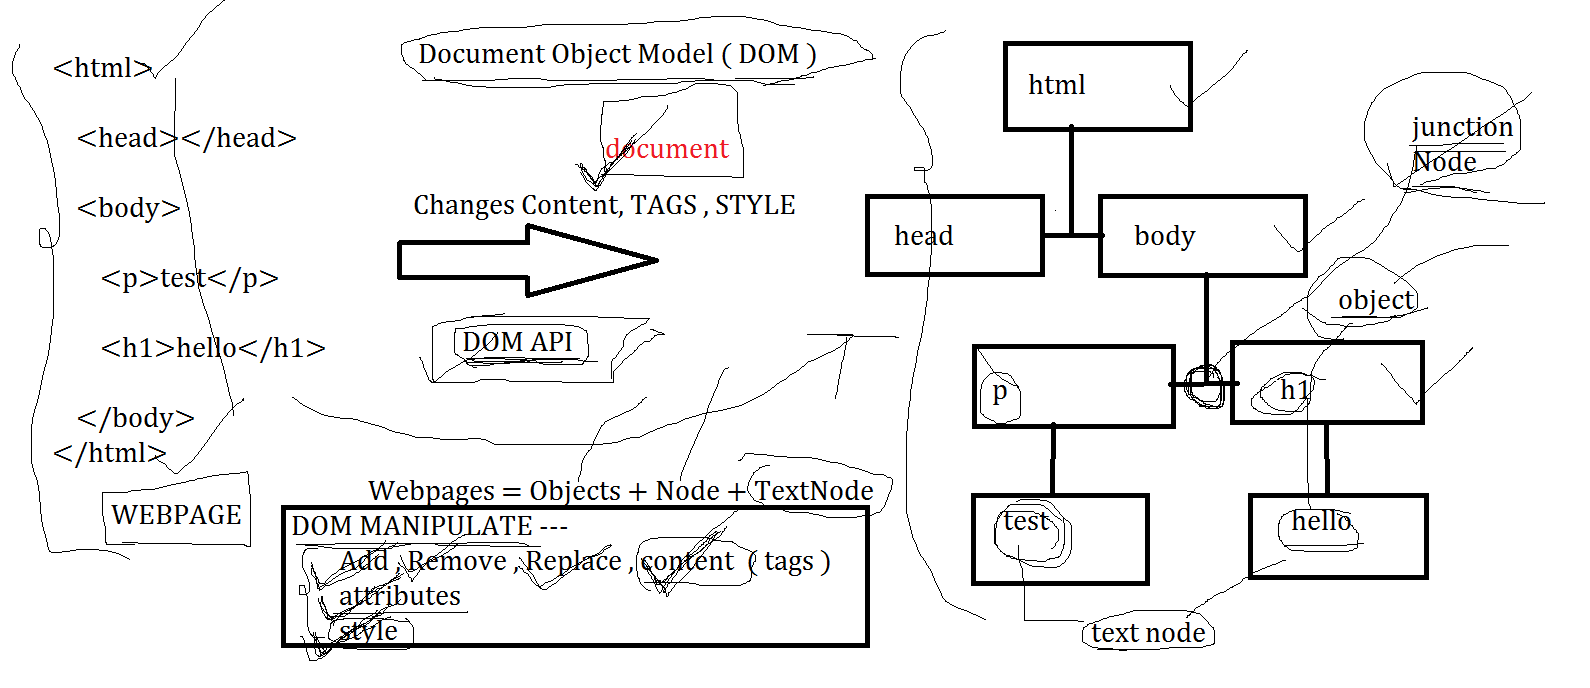 <html>
<head></head>
<body>
<p>test</p>
<h1>hello</h1>
</body>
</html>
WEBPAGE
Document Object Model ( DOM )
document
Changes Content, TAGS , STYLE
DOM API
Webpages = Objects + Node + TextNode
DOM MANIPULATE ---
Add , Remove , Replace , content ( tags )
attributes
style
html
head
body
p
h1
test
hello
junction
Node
object
text node